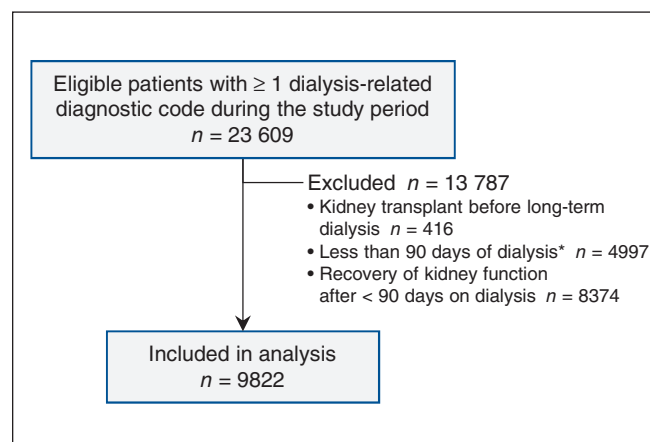 Eligible patients with ≥ 1 dialysis-related
diagnostic code during the study period
n = 23 609
Excluded n = 13 787
• Kidney transplant before long-term
dialysis n = 416
• Less than 90 days of dialysis* n = 4997
• Recovery of kidney function
after < 90 days on dialysis n = 8374
Included in analysis
n = 9822